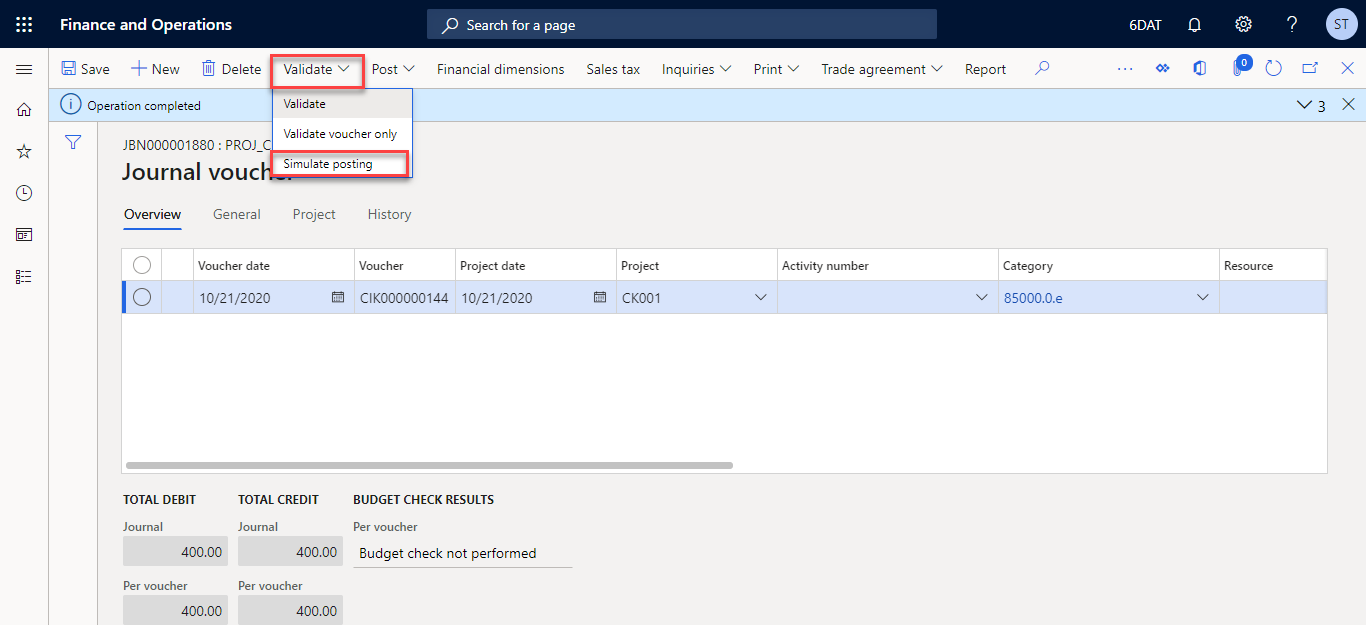 Finance and Operations
Search for a page
6DAT
?
ST
Save
New
Delete
Validate
Post
Financial dimensions
Sales tax
Inquiries
Print
Trade agreement
Report
0
Operation completed
3
Validate
Validate voucher only
Simulate posting
JBN000001880 : PROJ_C
Journal voucher
Overview
General
Project
History
Voucher date
Voucher
Project date
Project
Activity number
Category
Resource
10/21/2020
CIK000000144
10/21/2020
CK001
85000.0.e
TOTAL DEBIT
TOTAL CREDIT
BUDGET CHECK RESULTS
Journal
Journal
Per voucher
400.00
400.00
Budget check not performed
Per voucher
Per voucher
400.00
400.00